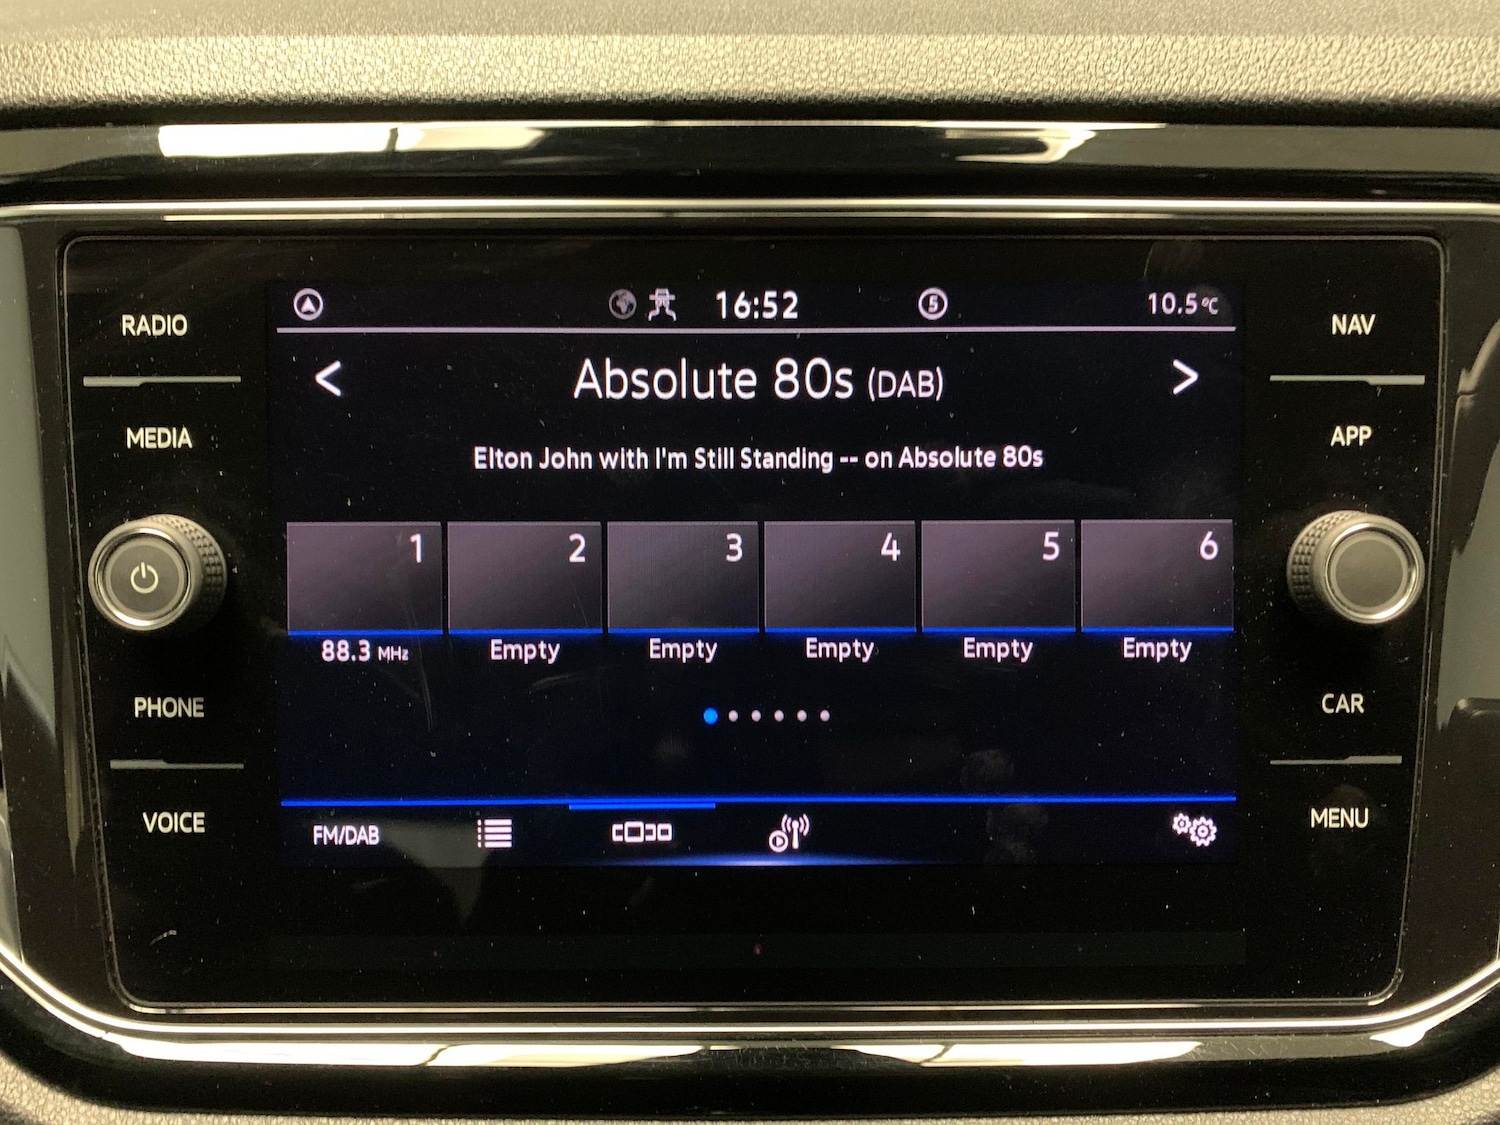 16:52
5
10.5°C
RADIO
NAV
<
Absolute 80s (DAB)
>
MEDIA
APP
Elton John with I'm Still Standing -- on Absolute 80s
1
2
3
4
5
6
88.3 MHz
Empty
Empty
Empty
Empty
Empty
PHONE
CAR
VOICE
MENU
FM/DAB